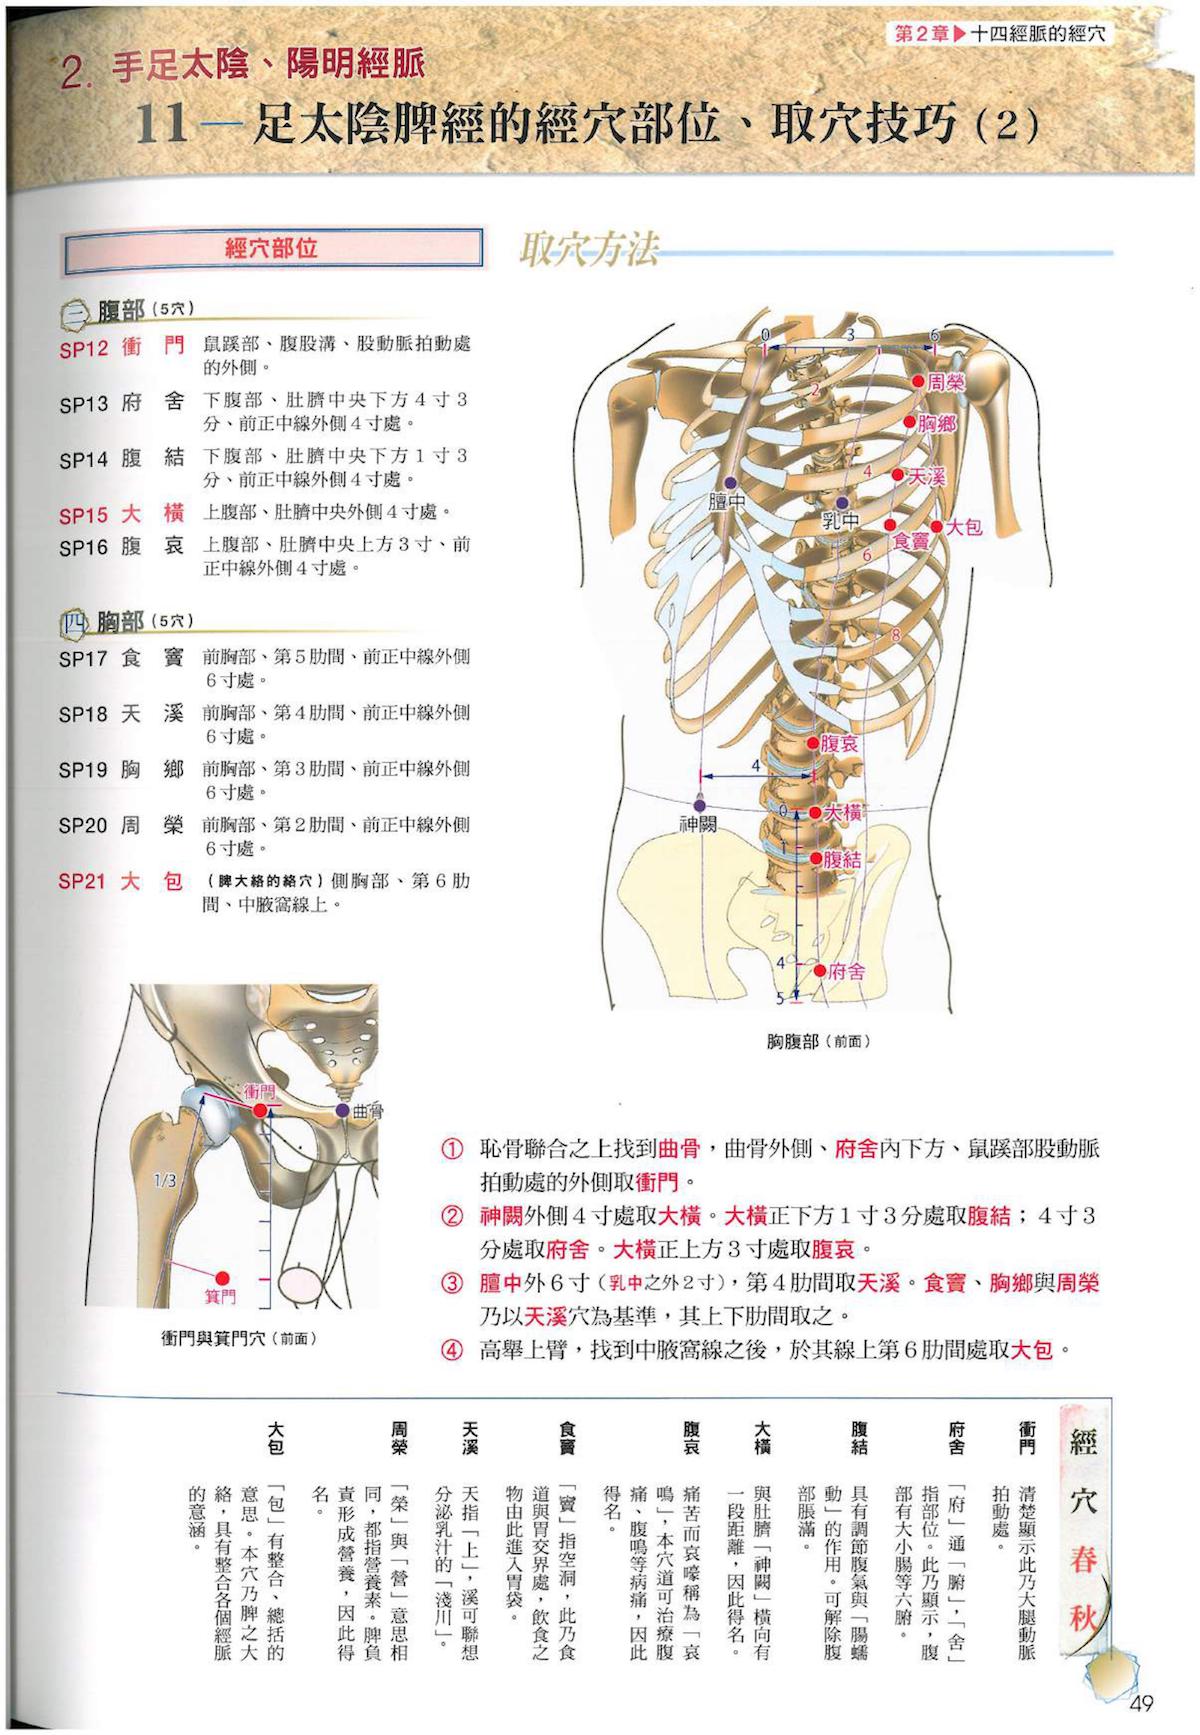 第2章▶十四經脈的經穴
2. 手足太陰、陽明經脈
11—足太陰脾經的經穴部位、取穴技巧(2)
經穴部位
三 腹部(5穴)
SP12 衝門 鼠蹊部、腹股溝、股動脈拍動處
的外側。
SP13 府舍 下腹部、肚臍中央下方4寸3
分、前正中線外側4寸處。
SP14 腹結 下腹部、肚臍中央下方1寸3
分、前正中線外側4寸處。
SP15 大橫 上腹部、肚臍中央外側4寸處。
SP16 腹哀 上腹部、肚臍中央上方3寸、前
正中線外側4寸處。
四 胸部(5穴)
SP17 食竇 前胸部、第5肋間、前正中線外側
6寸處。
SP18 天溪 前胸部、第4肋間、前正中線外側
6寸處。
SP19 胸鄉 前胸部、第3肋間、前正中線外側
6寸處。
SP20 周榮 前胸部、第2肋間、前正中線外側
6寸處。
SP21 大包 (脾大絡的絡穴)側胸部、第6肋
間、中腋窩線上。
取穴方法
0 3 6
2
周榮
胸鄉
4
天溪
膻中
乳中
食竇
大包
6
8
腹哀
4
神闕
0
大橫
1
腹結
4
府舍
5
胸腹部(前面)
衝門
曲骨
1/3
箕門
衝門與箕門穴(前面)
① 恥骨聯合之上找到曲骨，曲骨外側、府舍內下方、鼠蹊部股動脈
拍動處的外側取衝門。
② 神闕外側4寸處取大橫。大橫正下方1寸3分處取腹結；4寸3
分處取府舍。大橫正上方3寸處取腹哀。
③ 膻中外6寸(乳中之外2寸)，第4肋間取天溪。食竇、胸鄉與周榮
乃以天溪穴為基準，其上下肋間取之。
④ 高舉上臂，找到中腋窩線之後，於其線上第6肋間處取大包。
經穴春秋
衝門 清楚顯示此乃大腿動脈
拍動處。
府舍 「府」通「腑」，「舍」
指部位。此乃顯示，腹
部有大小腸等六腑。
腹結 具有調節腹氣與「腸蠕
動」的作用。可解除腹
部脹滿。
大橫 與肚臍「神闕」橫向有
一段距離，因此得名。
腹哀 痛苦而哀嚎稱為「哀
鳴」，本穴道可治療腹
痛、腹鳴等病痛，因此
得名。
食竇 「竇」指空洞，此乃食
道與胃交界處，飲食之
物由此進入胃袋。
天溪 天指「上」，溪可聯想
分泌乳汁的「淺川」。
周榮 「榮」與「營」意思相
同，都指營養素。脾負
責形成營養，因此得
名。
大包 「包」有整合、總括的
意思。本穴乃脾之大
絡，具有整合各個經脈
的意涵。
49